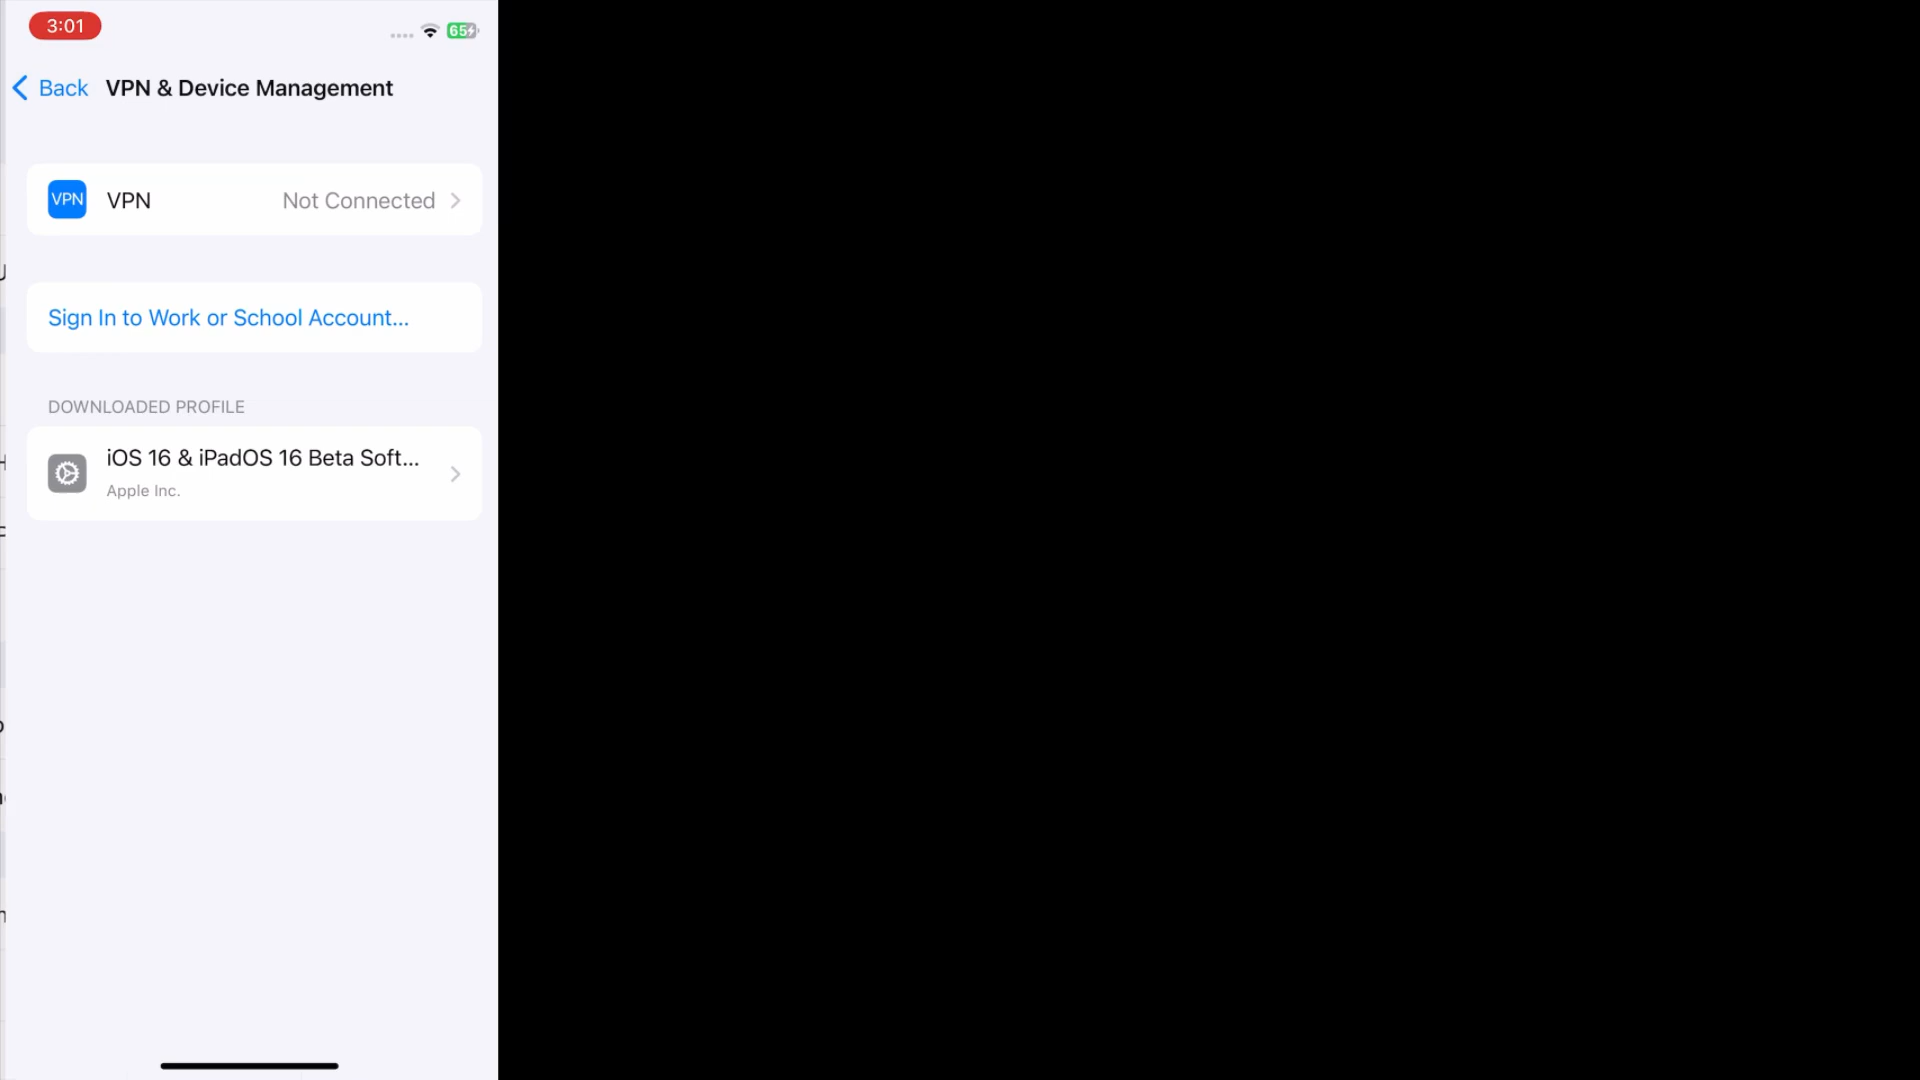 3:01
65
Back VPN & Device Management
VPN VPN Not Connected
Sign In to Work or School Account...
DOWNLOADED PROFILE
iOS 16 & iPadOS 16 Beta Soft...
Apple Inc.